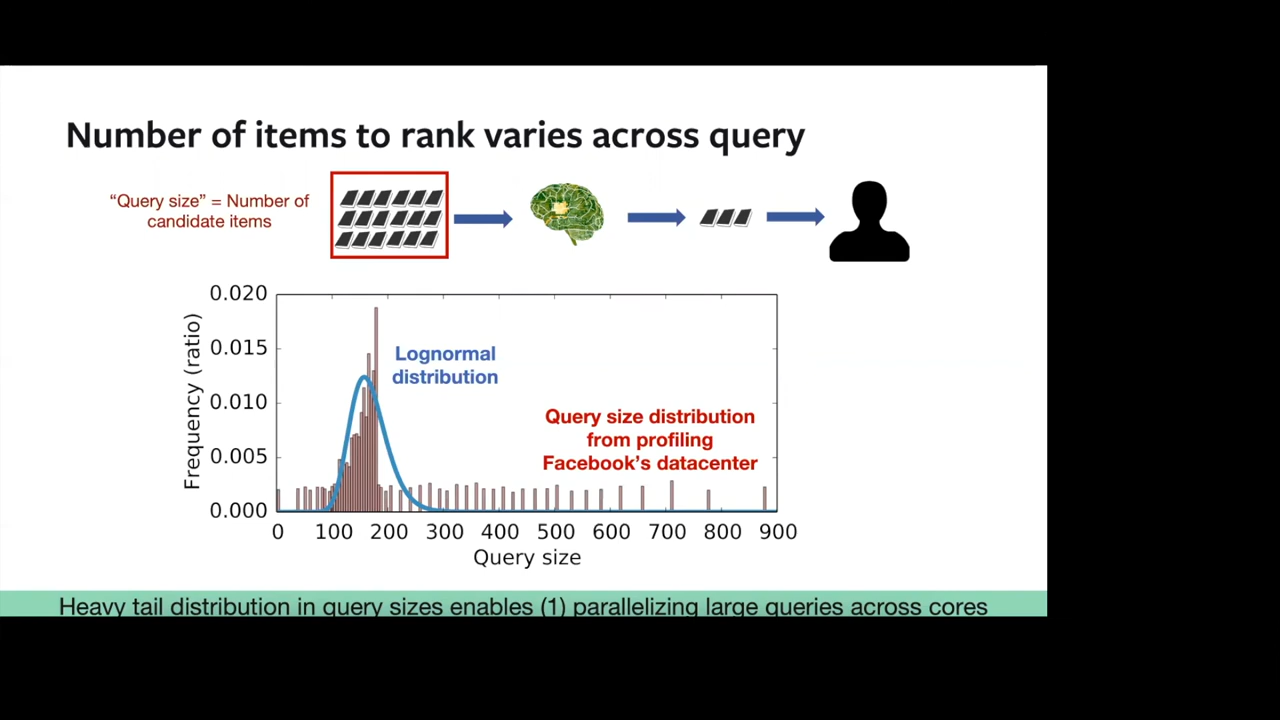 Number of items to rank varies across query
“Query size” = Number of
candidate items
0.020
0.015
0.010
0.005
0.000
Frequency (ratio)
Lognormal
distribution
Query size distribution
from profiling
Facebook’s datacenter
0 100 200 300 400 500 600 700 800 900
Query size
Heavy tail distribution in query sizes enables (1) parallelizing large queries across cores